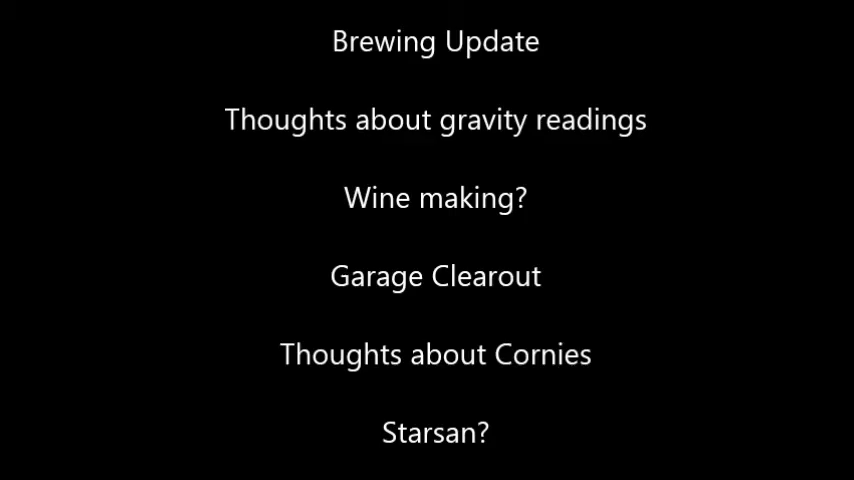 Brewing Update
Thoughts about gravity readings
Wine making?
Garage Clearout
Thoughts about Cornies
Starsan?